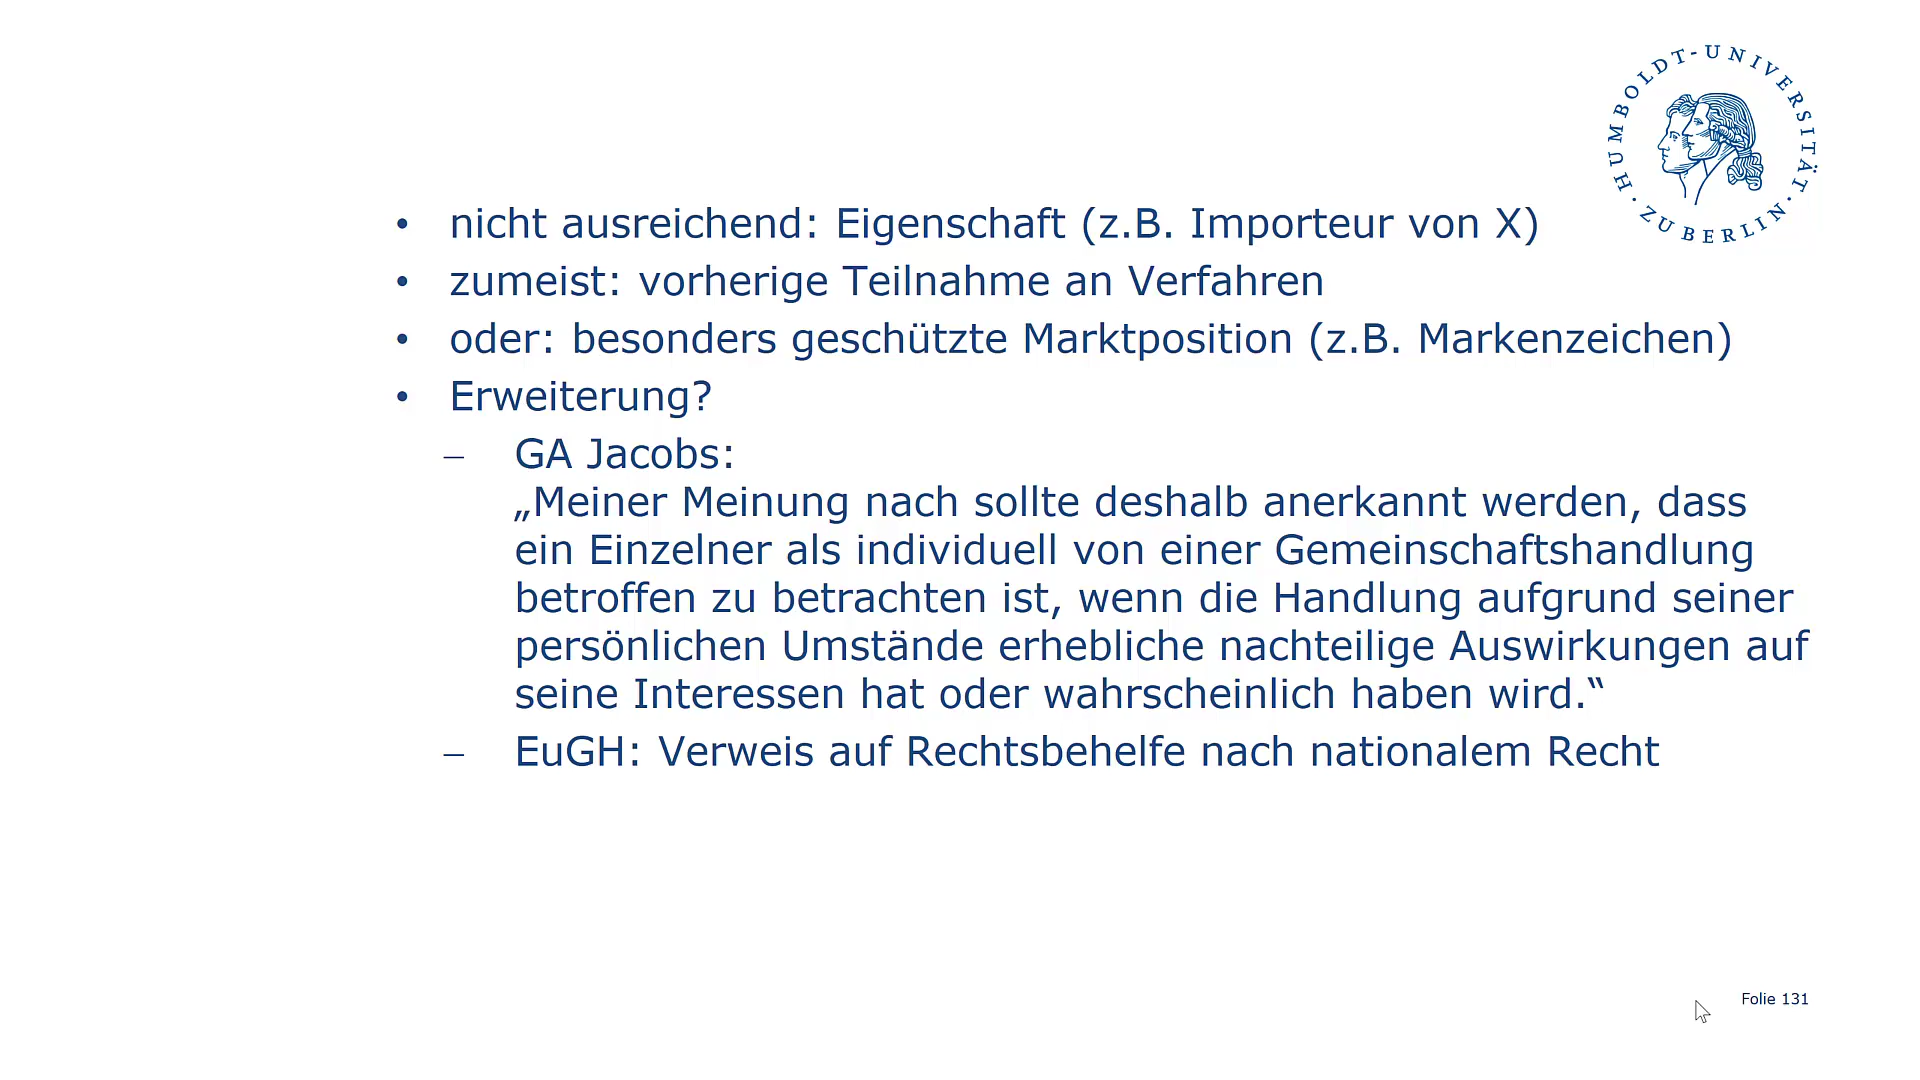 HUMBOLDT-UNIVERSITÄT · ZU BERLIN ·
• nicht ausreichend: Eigenschaft (z.B. Importeur von X)
• zumeist: vorherige Teilnahme an Verfahren
• oder: besonders geschützte Marktposition (z.B. Markenzeichen)
• Erweiterung?
– GA Jacobs:
„Meiner Meinung nach sollte deshalb anerkannt werden, dass
ein Einzelner als individuell von einer Gemeinschaftshandlung
betroffen zu betrachten ist, wenn die Handlung aufgrund seiner
persönlichen Umstände erhebliche nachteilige Auswirkungen auf
seine Interessen hat oder wahrscheinlich haben wird.“
– EuGH: Verweis auf Rechtsbehelfe nach nationalem Recht
Folie 131